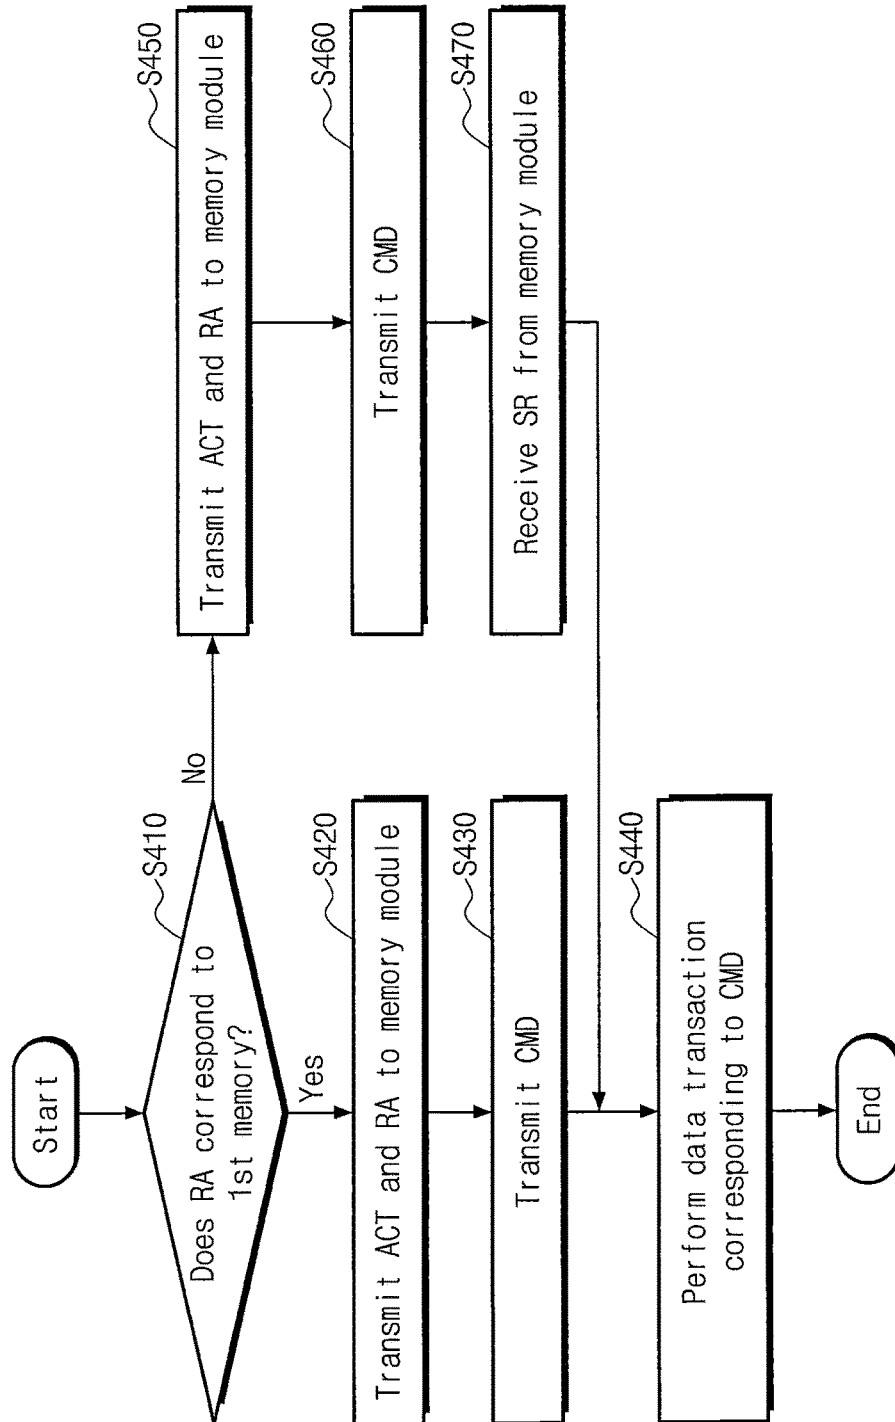 Start
S410
Does RA correspond to
1st memory?
No
Yes
S420
Transmit ACT and RA to memory module
S430
Transmit CMD
S440
Perform data transaction
corresponding to CMD
End
S450
Transmit ACT and RA to memory module
S460
Transmit CMD
S470
Receive SR from memory module